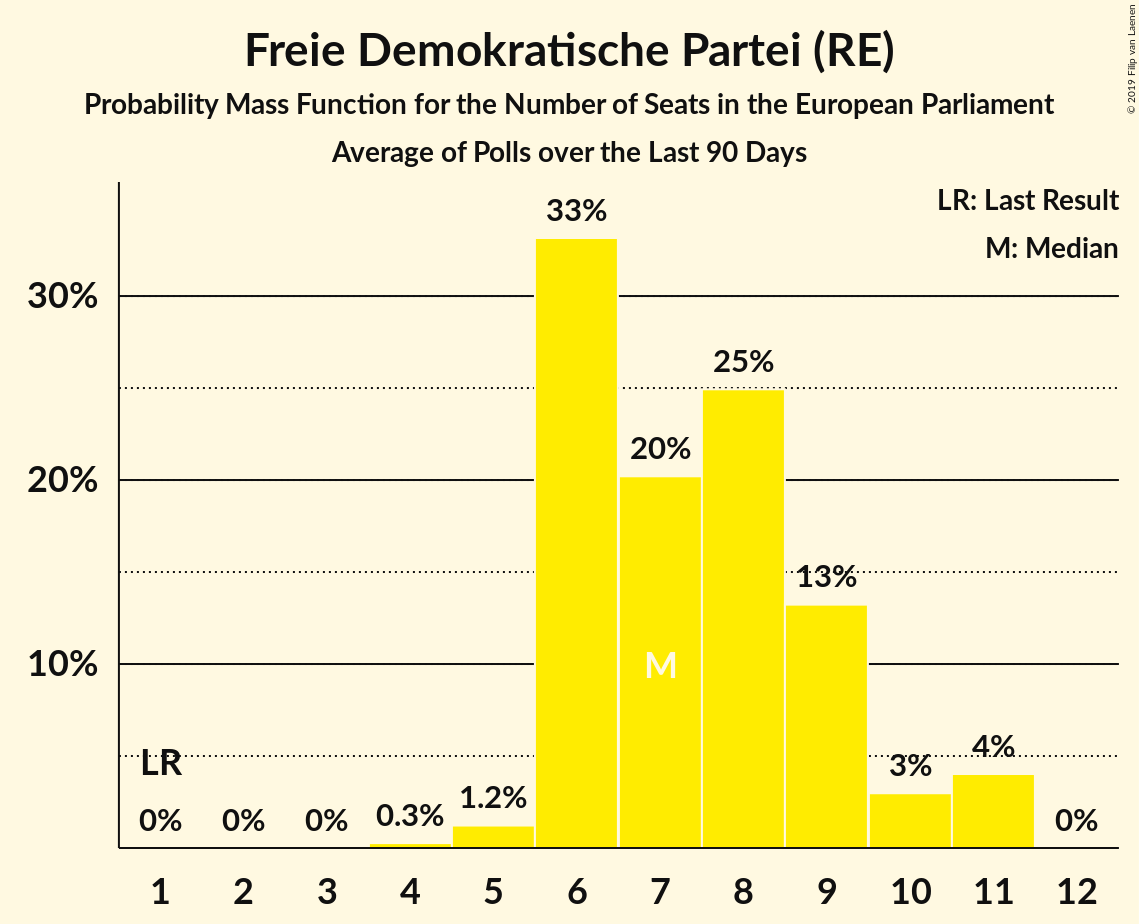 Freie Demokratische Partei (RE)
Probability Mass Function for the Number of Seats in the European Parliament
Average of Polls over the Last 90 Days
© 2019 Filip van Laenen
LR: Last Result
M: Median
33%
30%
25%
20%
20%
13%
10%
M
LR
4%
3%
1.2%
0.3%
0% 0% 0% 0%
1 2 3 4 5 6 7 8 9 10 11 12